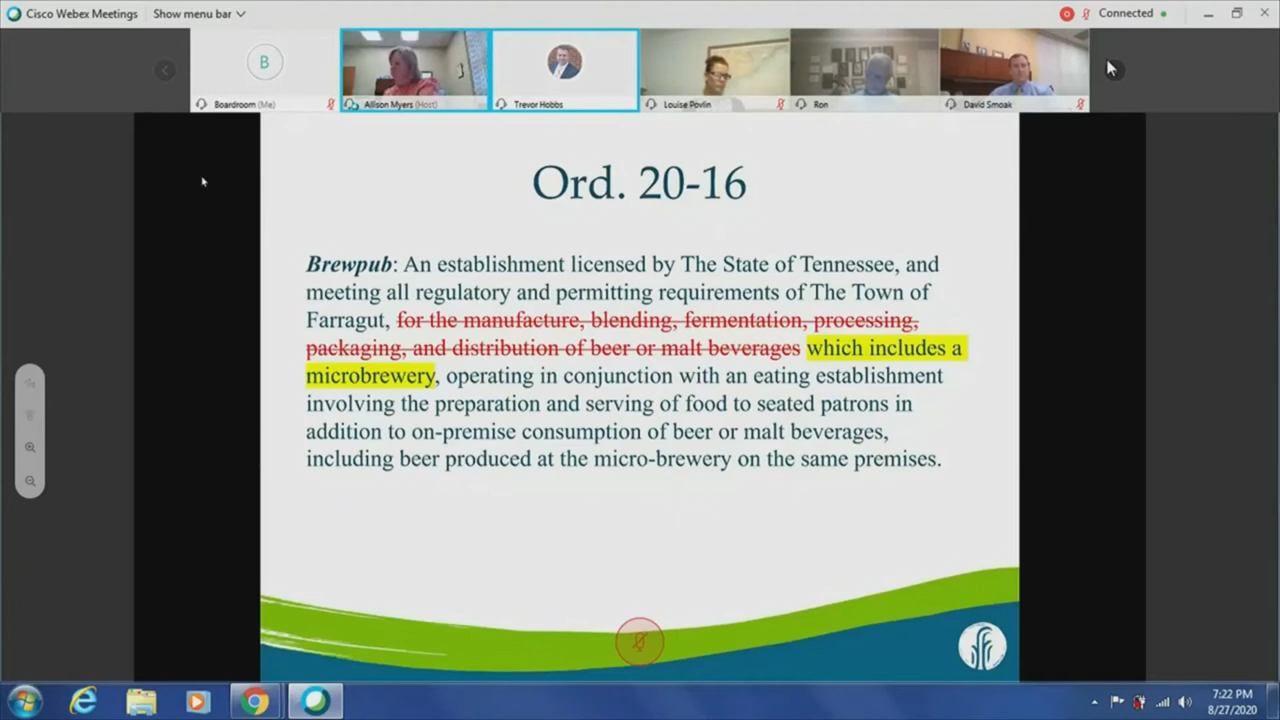 Cisco Webex Meetings
Show menu bar
Connected
B
Boardroom (Me)
Allison Myers (Host)
Trevor Hobbs
Louise Povlin
Ron
David Smoak
Ord. 20-16
Brewpub: An establishment licensed by The State of Tennessee, and
meeting all regulatory and permitting requirements of The Town of
Farragut, for the manufacture, blending, fermentation, processing,
packaging, and distribution of beer or malt beverages which includes a
microbrewery, operating in conjunction with an eating establishment
involving the preparation and serving of food to seated patrons in
addition to on-premise consumption of beer or malt beverages,
including beer produced at the micro-brewery on the same premises.
7:22 PM
8/27/2020